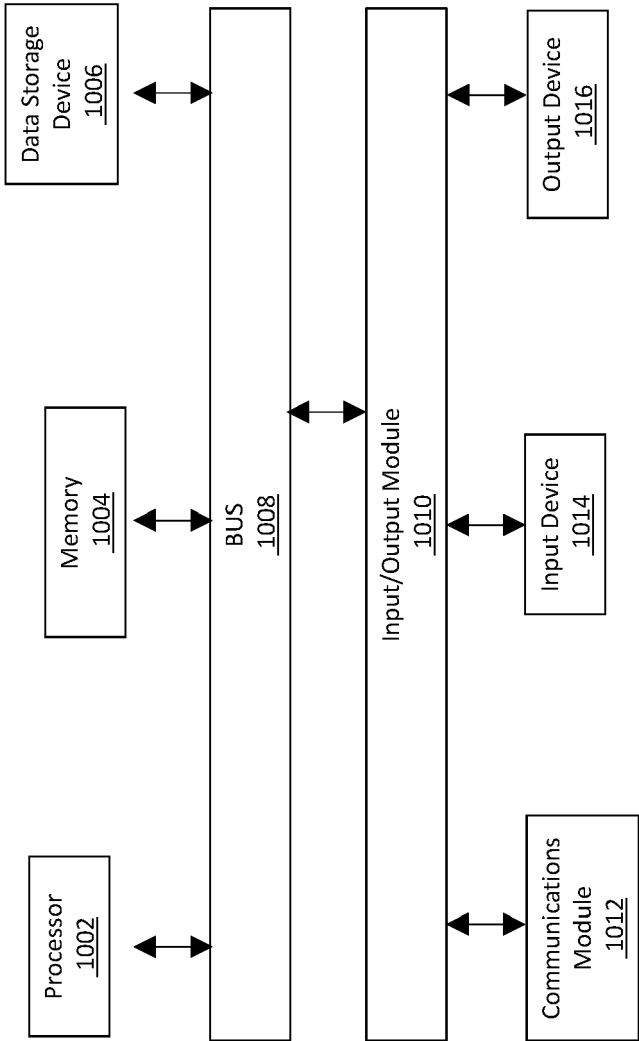 Processor
1002
Memory
1004
Data Storage
Device
1006
BUS
1008
Input/Output Module
1010
Communications
Module
1012
Input Device
1014
Output Device
1016